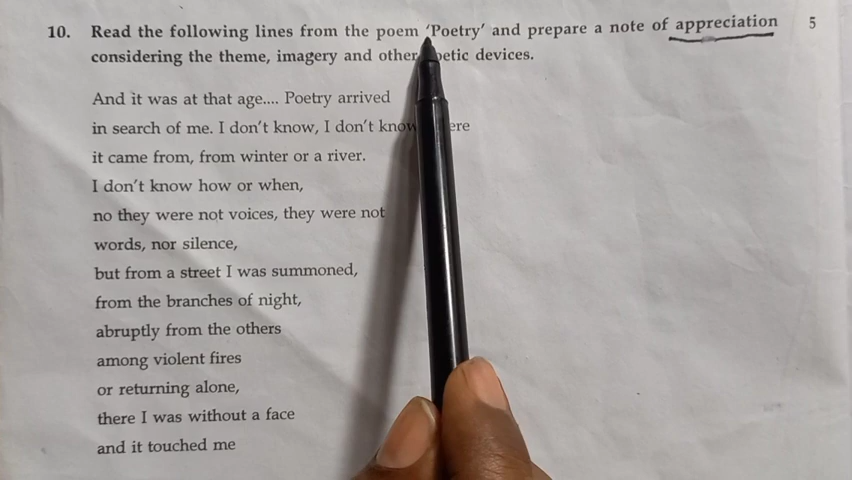 10. Read the following lines from the poem 'Poetry' and prepare a note of appreciation 5
considering the theme, imagery and other poetic devices.
And it was at that age.... Poetry arrived
in search of me. I don't know, I don't know where
it came from, from winter or a river.
I don't know how or when,
no they were not voices, they were not
words, nor silence,
but from a street I was summoned,
from the branches of night,
abruptly from the others
among violent fires
or returning alone,
there I was without a face
and it touched me